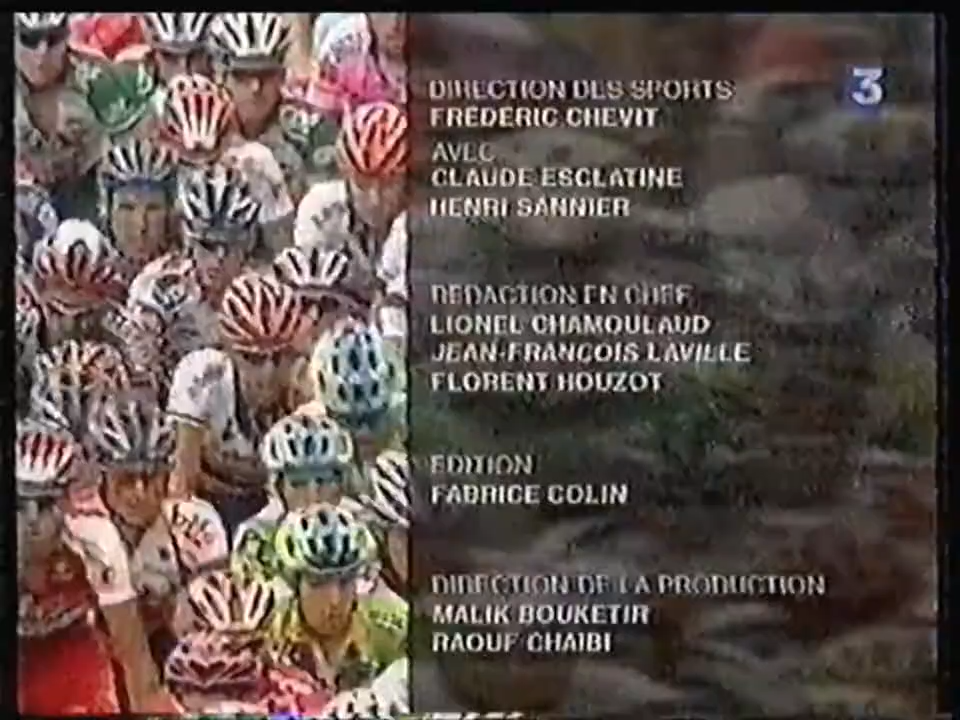 3
DIRECTION DES SPORTS
FREDERIC CHEVIT
AVEC
CLAUDE ESCLATINE
HENRI SANNIER
REDACTION EN CHEF
LIONEL CHAMOULAUD
JEAN-FRANCOIS LAVILLE
FLORENT HOUZOT
EDITION
FABRICE COLIN
DIRECTION DE LA PRODUCTION
MALIK BOUKETIR
RAOUF CHAIBI